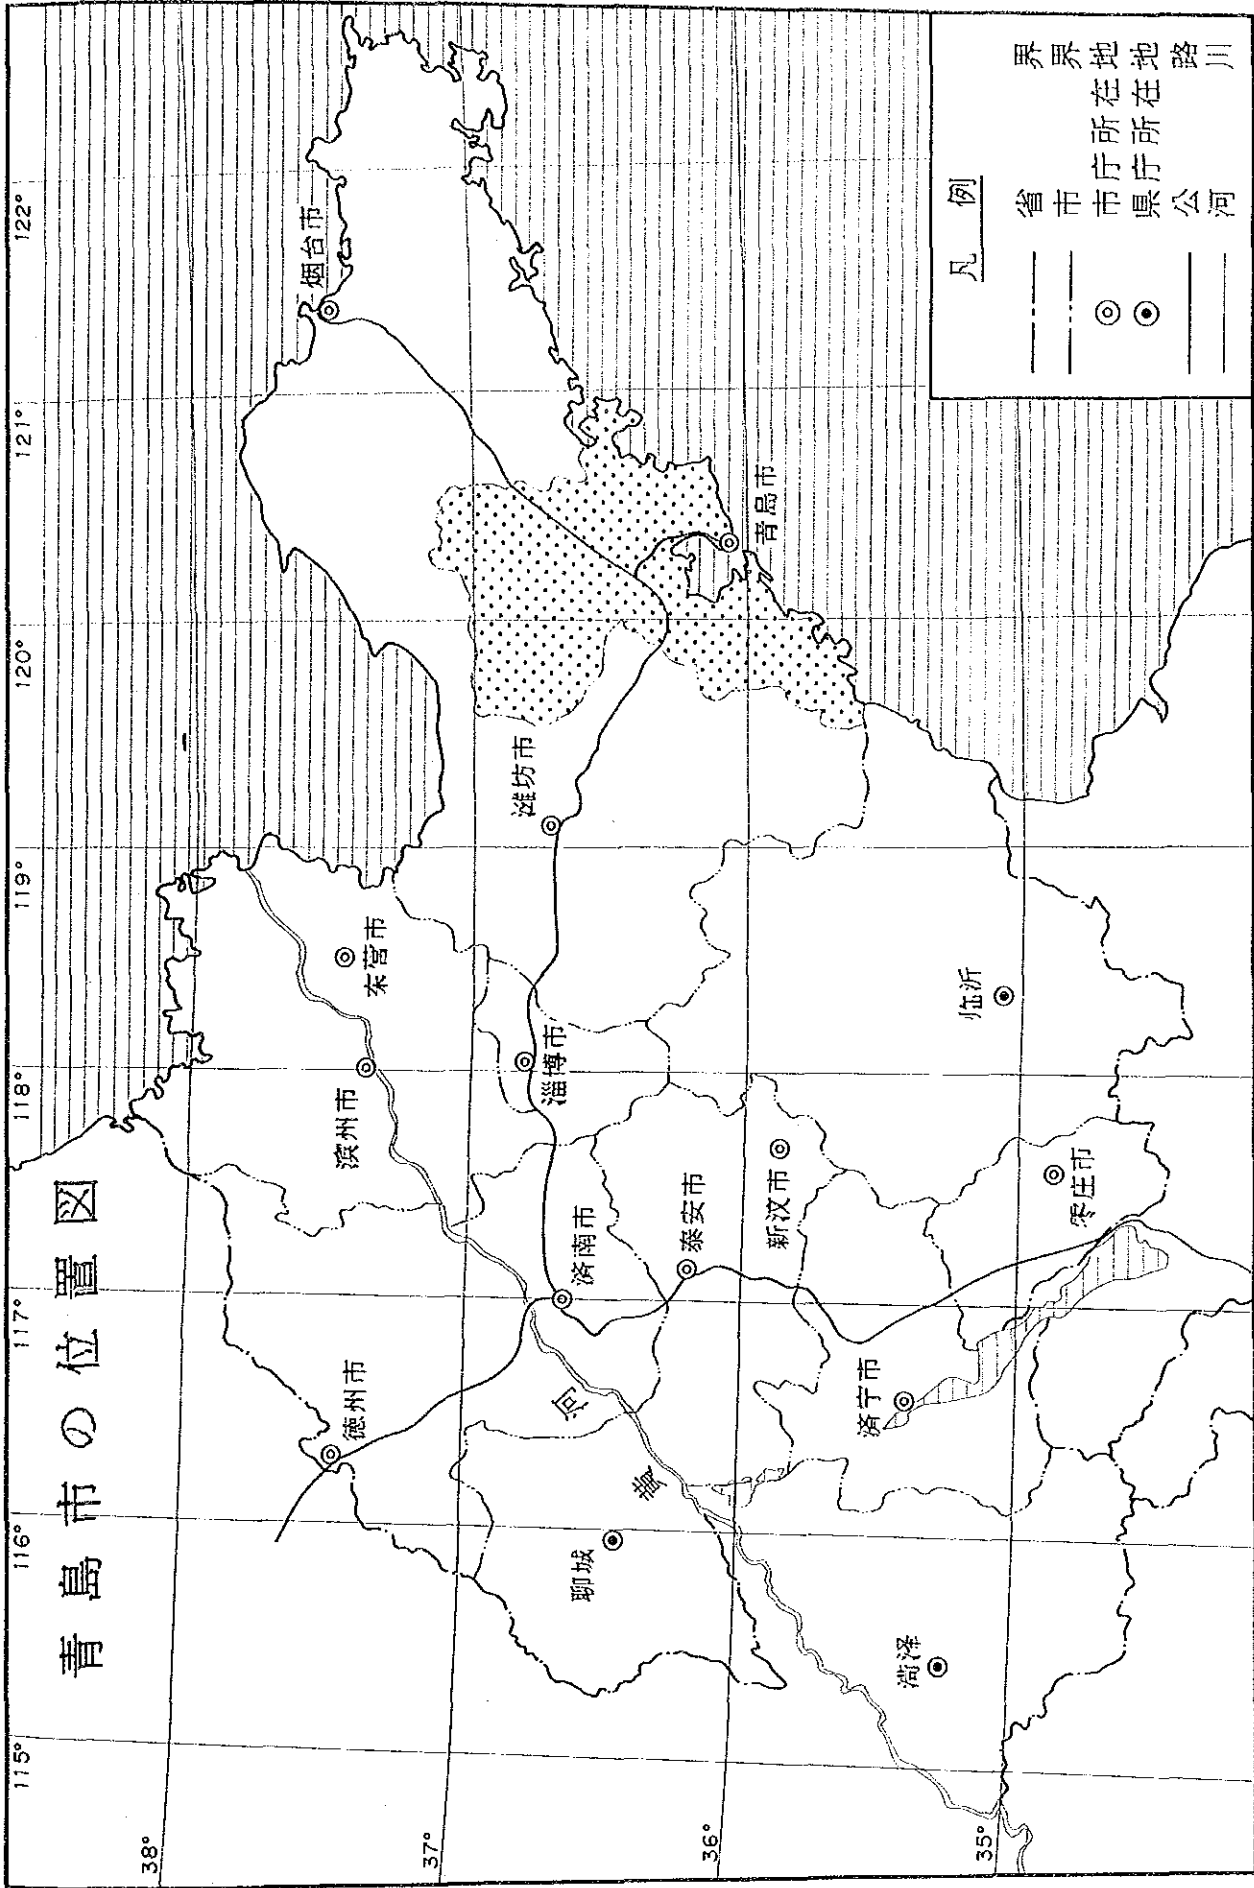 青島市の位置図
115°
116°
117°
118°
119°
120°
121°
122°
38°
37°
36°
35°
烟台市
青島市
潍坊市
东营市
滨州市
淄博市
临沂
済南市
泰安市
新汶市
枣庄市
德州市
済宁市
聊城
菏泽
黄河
凡例
省界
市界
市庁所在地
県庁所在地
公路
河川